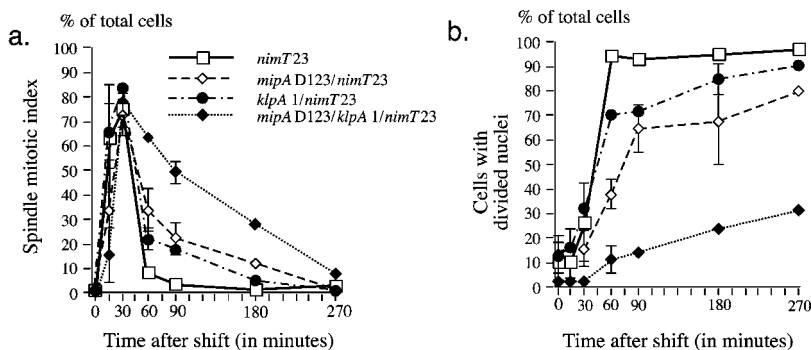 a.
% of total cells
Spindle mitotic index
100
90
80
70
60
50
40
30
20
10
0
0 30 60 90 180 270
Time after shift (in minutes)
nimT23
mipA D123/nimT23
klpA 1/nimT23
mipA D123/klpA 1/nimT23
b.
% of total cells
Cells with
divided nuclei
100
90
80
70
60
50
40
30
20
10
0
0 30 60 90 180 270
Time after shift (in minutes)